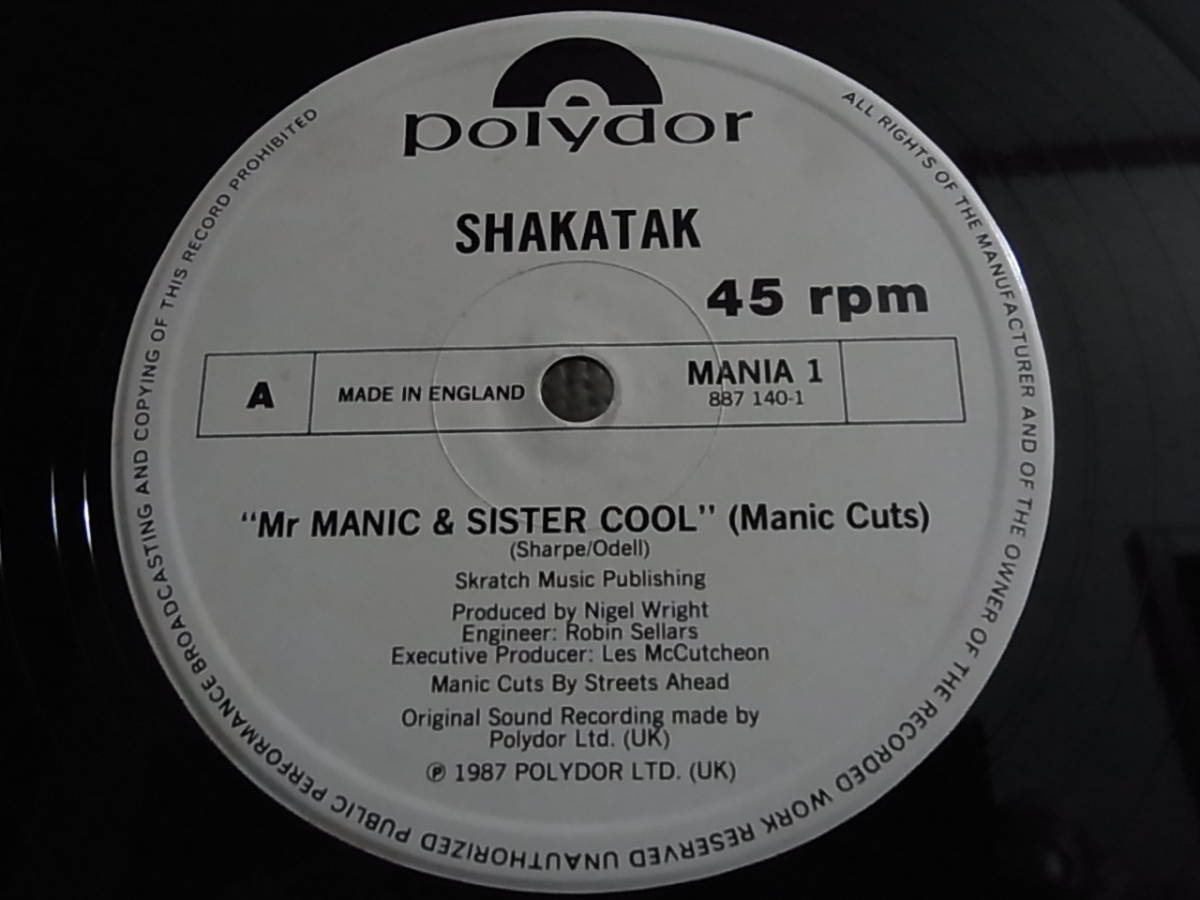 polydor
SHAKATAK
45 rpm
A
MADE IN ENGLAND
MANIA 1
887 140-1
“Mr MANIC & SISTER COOL” (Manic Cuts)
(Sharpe/Odell)
Skratch Music Publishing
Produced by Nigel Wright
Engineer: Robin Sellars
Executive Producer: Les McCutcheon
Manic Cuts By Streets Ahead
Original Sound Recording made by
Polydor Ltd. (UK)
℗ 1987 POLYDOR LTD. (UK)
ALL RIGHTS OF THE MANUFACTURER AND OF THE OWNER OF THE RECORDED WORK RESERVED UNAUTHORIZED PUBLIC PERFORMANCE BROADCASTING AND COPYING OF THIS RECORD PROHIBITED